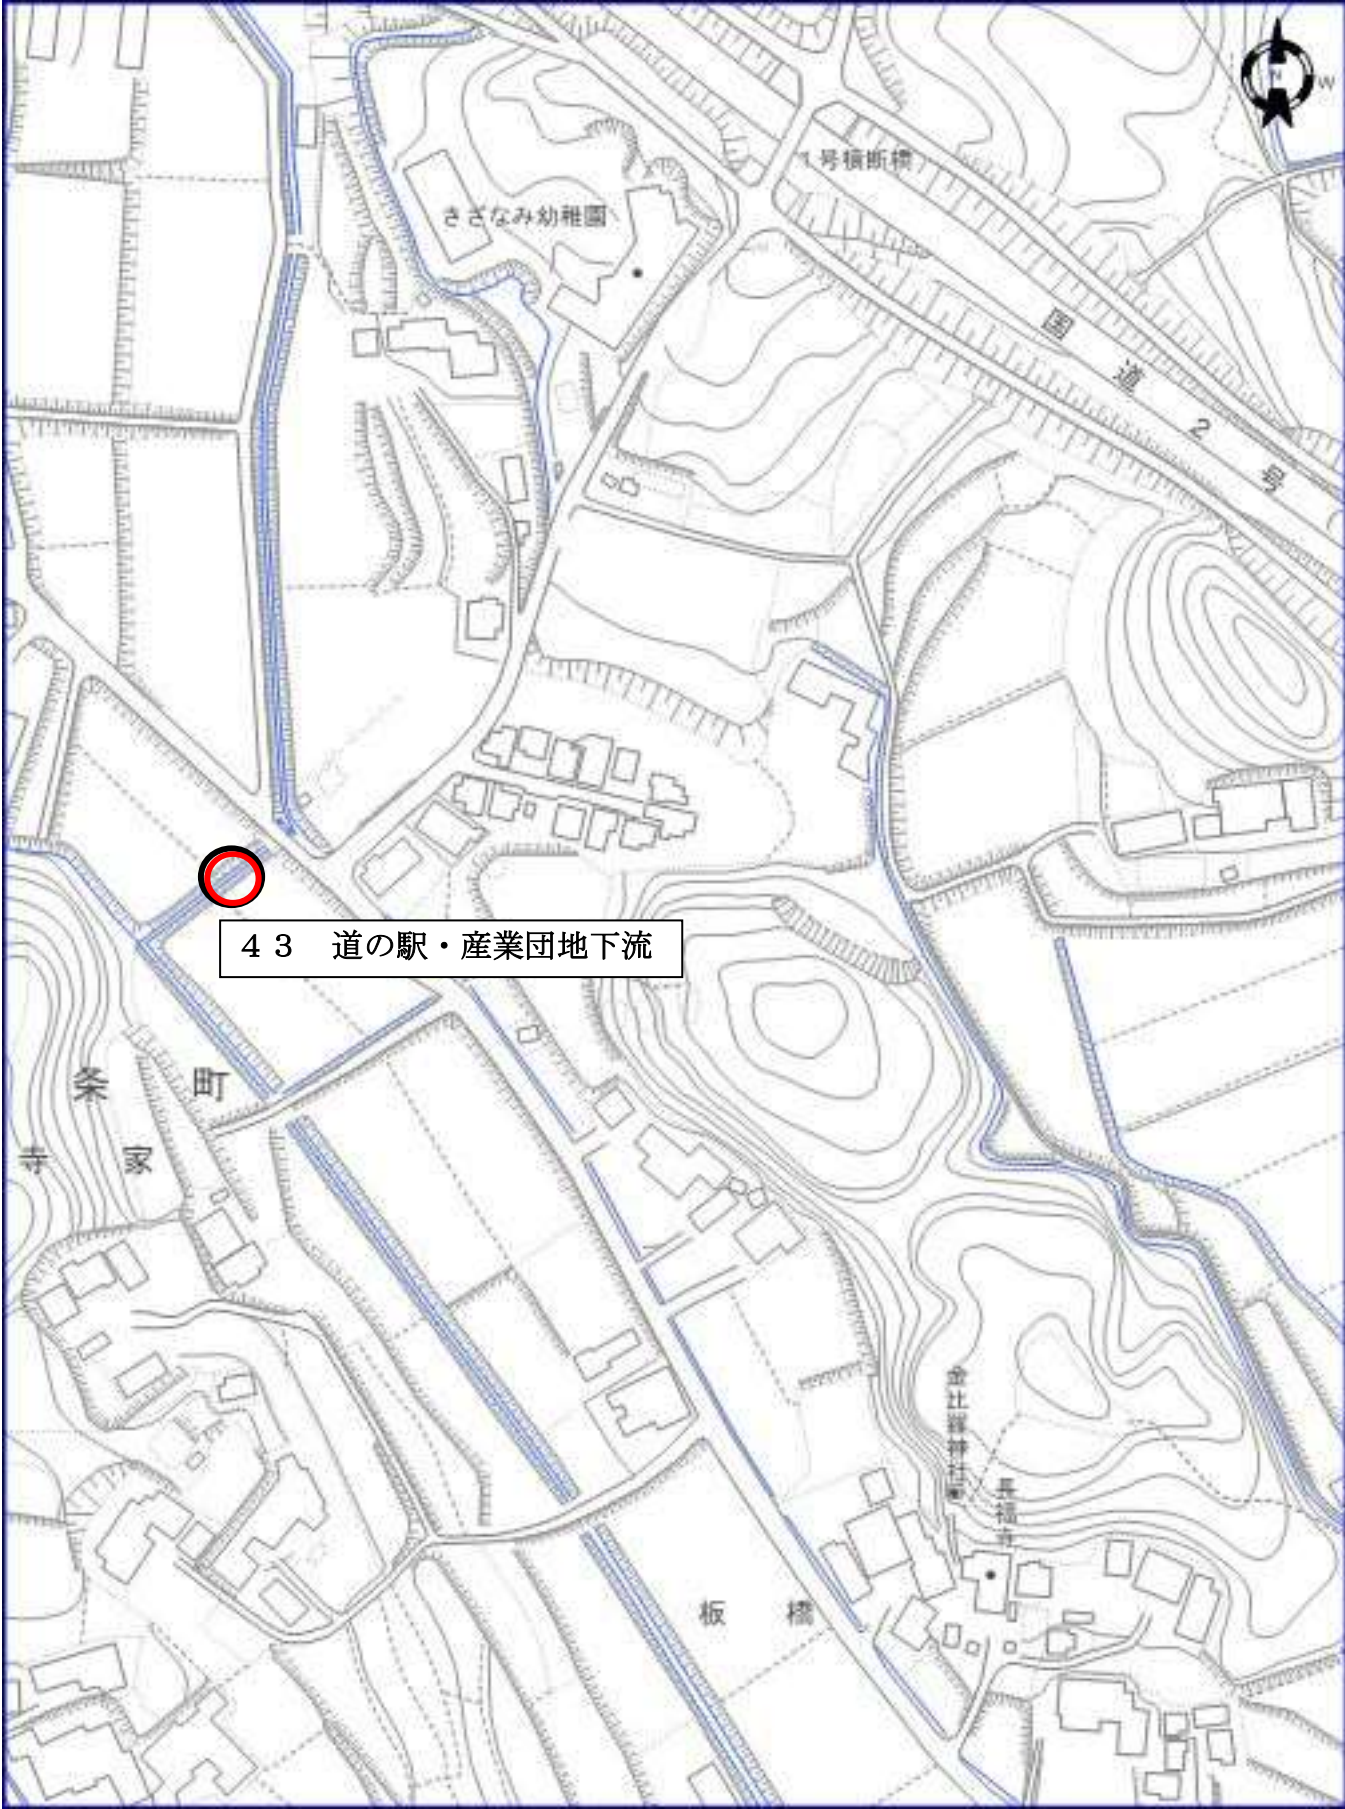 N
W
1号横断橋
きざなみ幼稚園
国道2号
43 道の駅・産業団地下流
条町
寺家
金比羅神社
長福寺
板橋